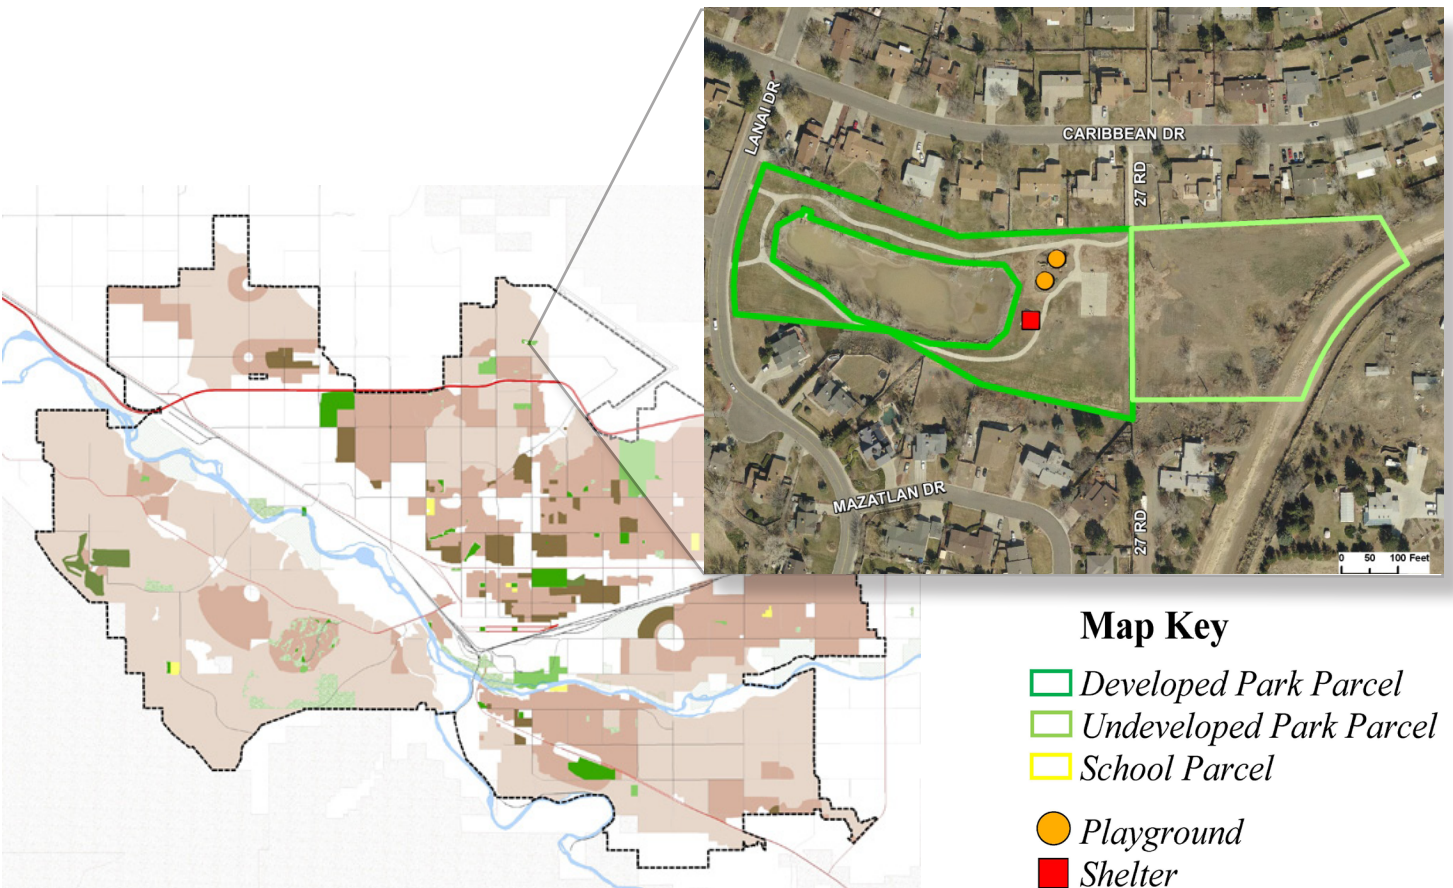 LANAI DR
CARIBBEAN DR
27 RD
MAZATLAN DR
27 RD
0 50 100 Feet
Map Key
Developed Park Parcel
Undeveloped Park Parcel
School Parcel
Playground
Shelter